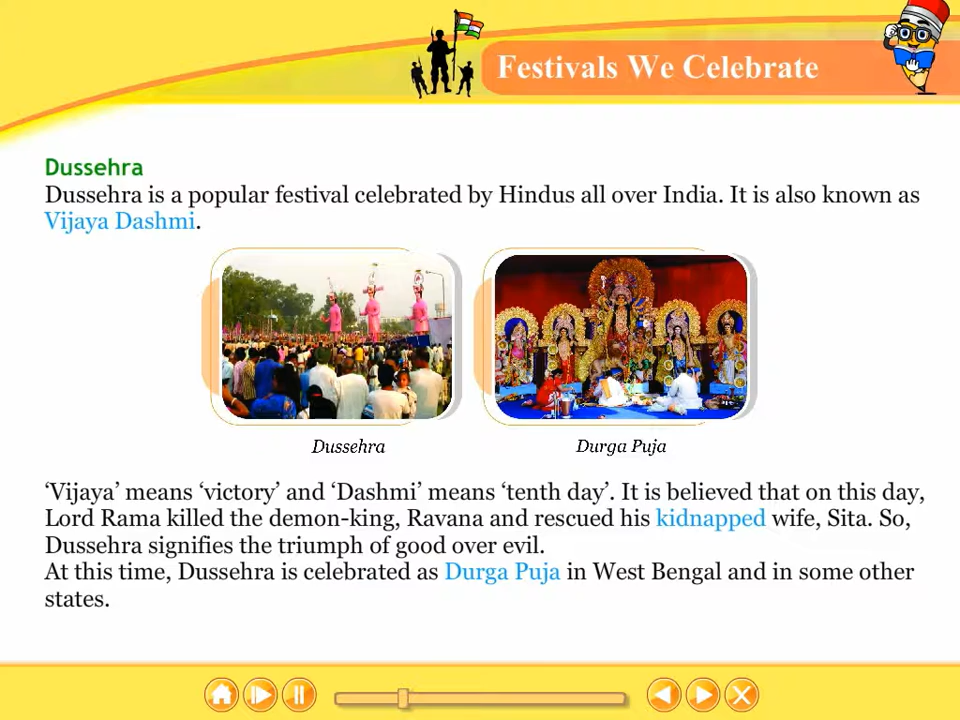 Festivals We Celebrate
Dussehra
Dussehra is a popular festival celebrated by Hindus all over India. It is also known as
Vijaya Dashmi.
Dussehra
Durga Puja
‘Vijaya’ means ‘victory’ and ‘Dashmi’ means ‘tenth day’. It is believed that on this day,
Lord Rama killed the demon-king, Ravana and rescued his kidnapped wife, Sita. So,
Dussehra signifies the triumph of good over evil.
At this time, Dussehra is celebrated as Durga Puja in West Bengal and in some other
states.